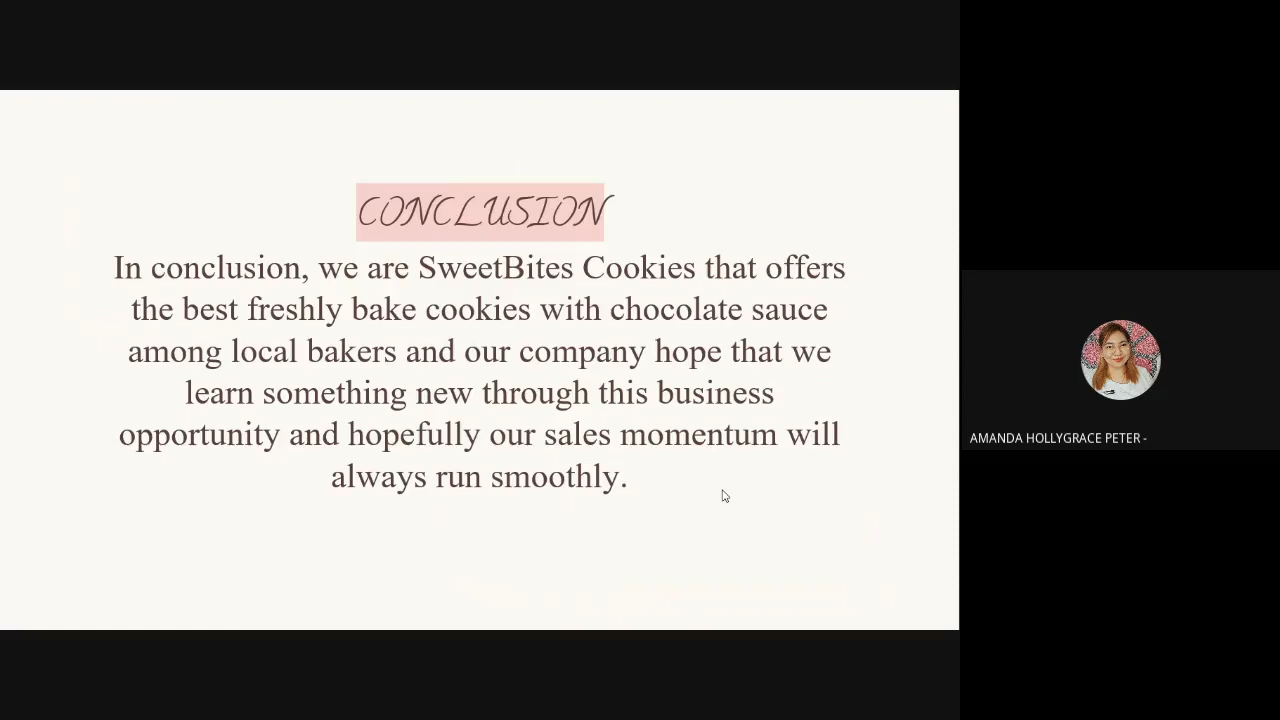 CONCLUSION
In conclusion, we are SweetBites Cookies that offers
the best freshly bake cookies with chocolate sauce
among local bakers and our company hope that we
learn something new through this business
opportunity and hopefully our sales momentum will
always run smoothly.
AMANDA HOLLYGRACE PETER -